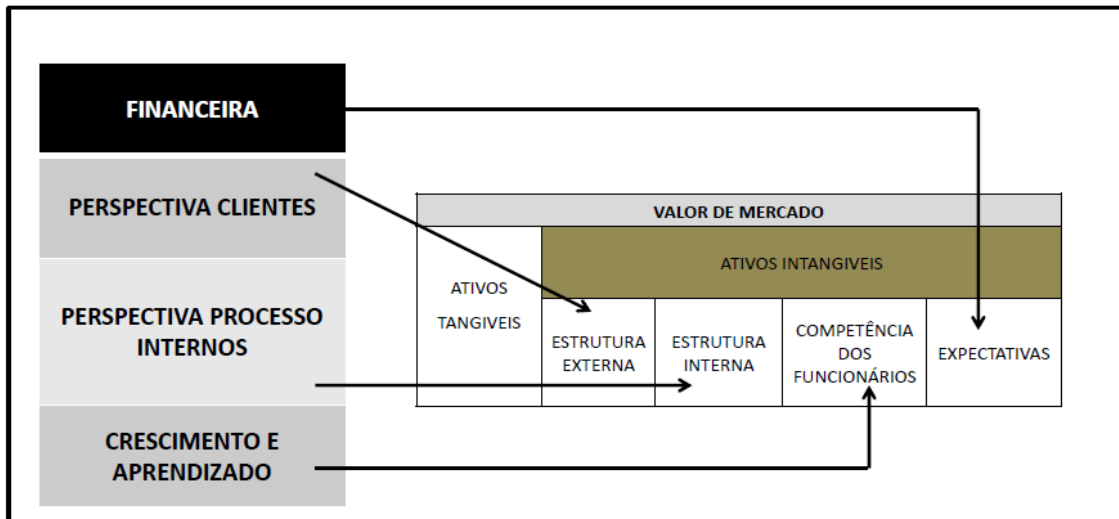 FINANCEIRA
PERSPECTIVA CLIENTES
PERSPECTIVA PROCESSO
INTERNOS
CRESCIMENTO E
APRENDIZADO
VALOR DE MERCADO
ATIVOS
TANGIVEIS
ATIVOS INTANGIVEIS
ESTRUTURA
EXTERNA
ESTRUTURA
INTERNA
COMPETÊNCIA
DOS
FUNCIONÁRIOS
EXPECTATIVAS